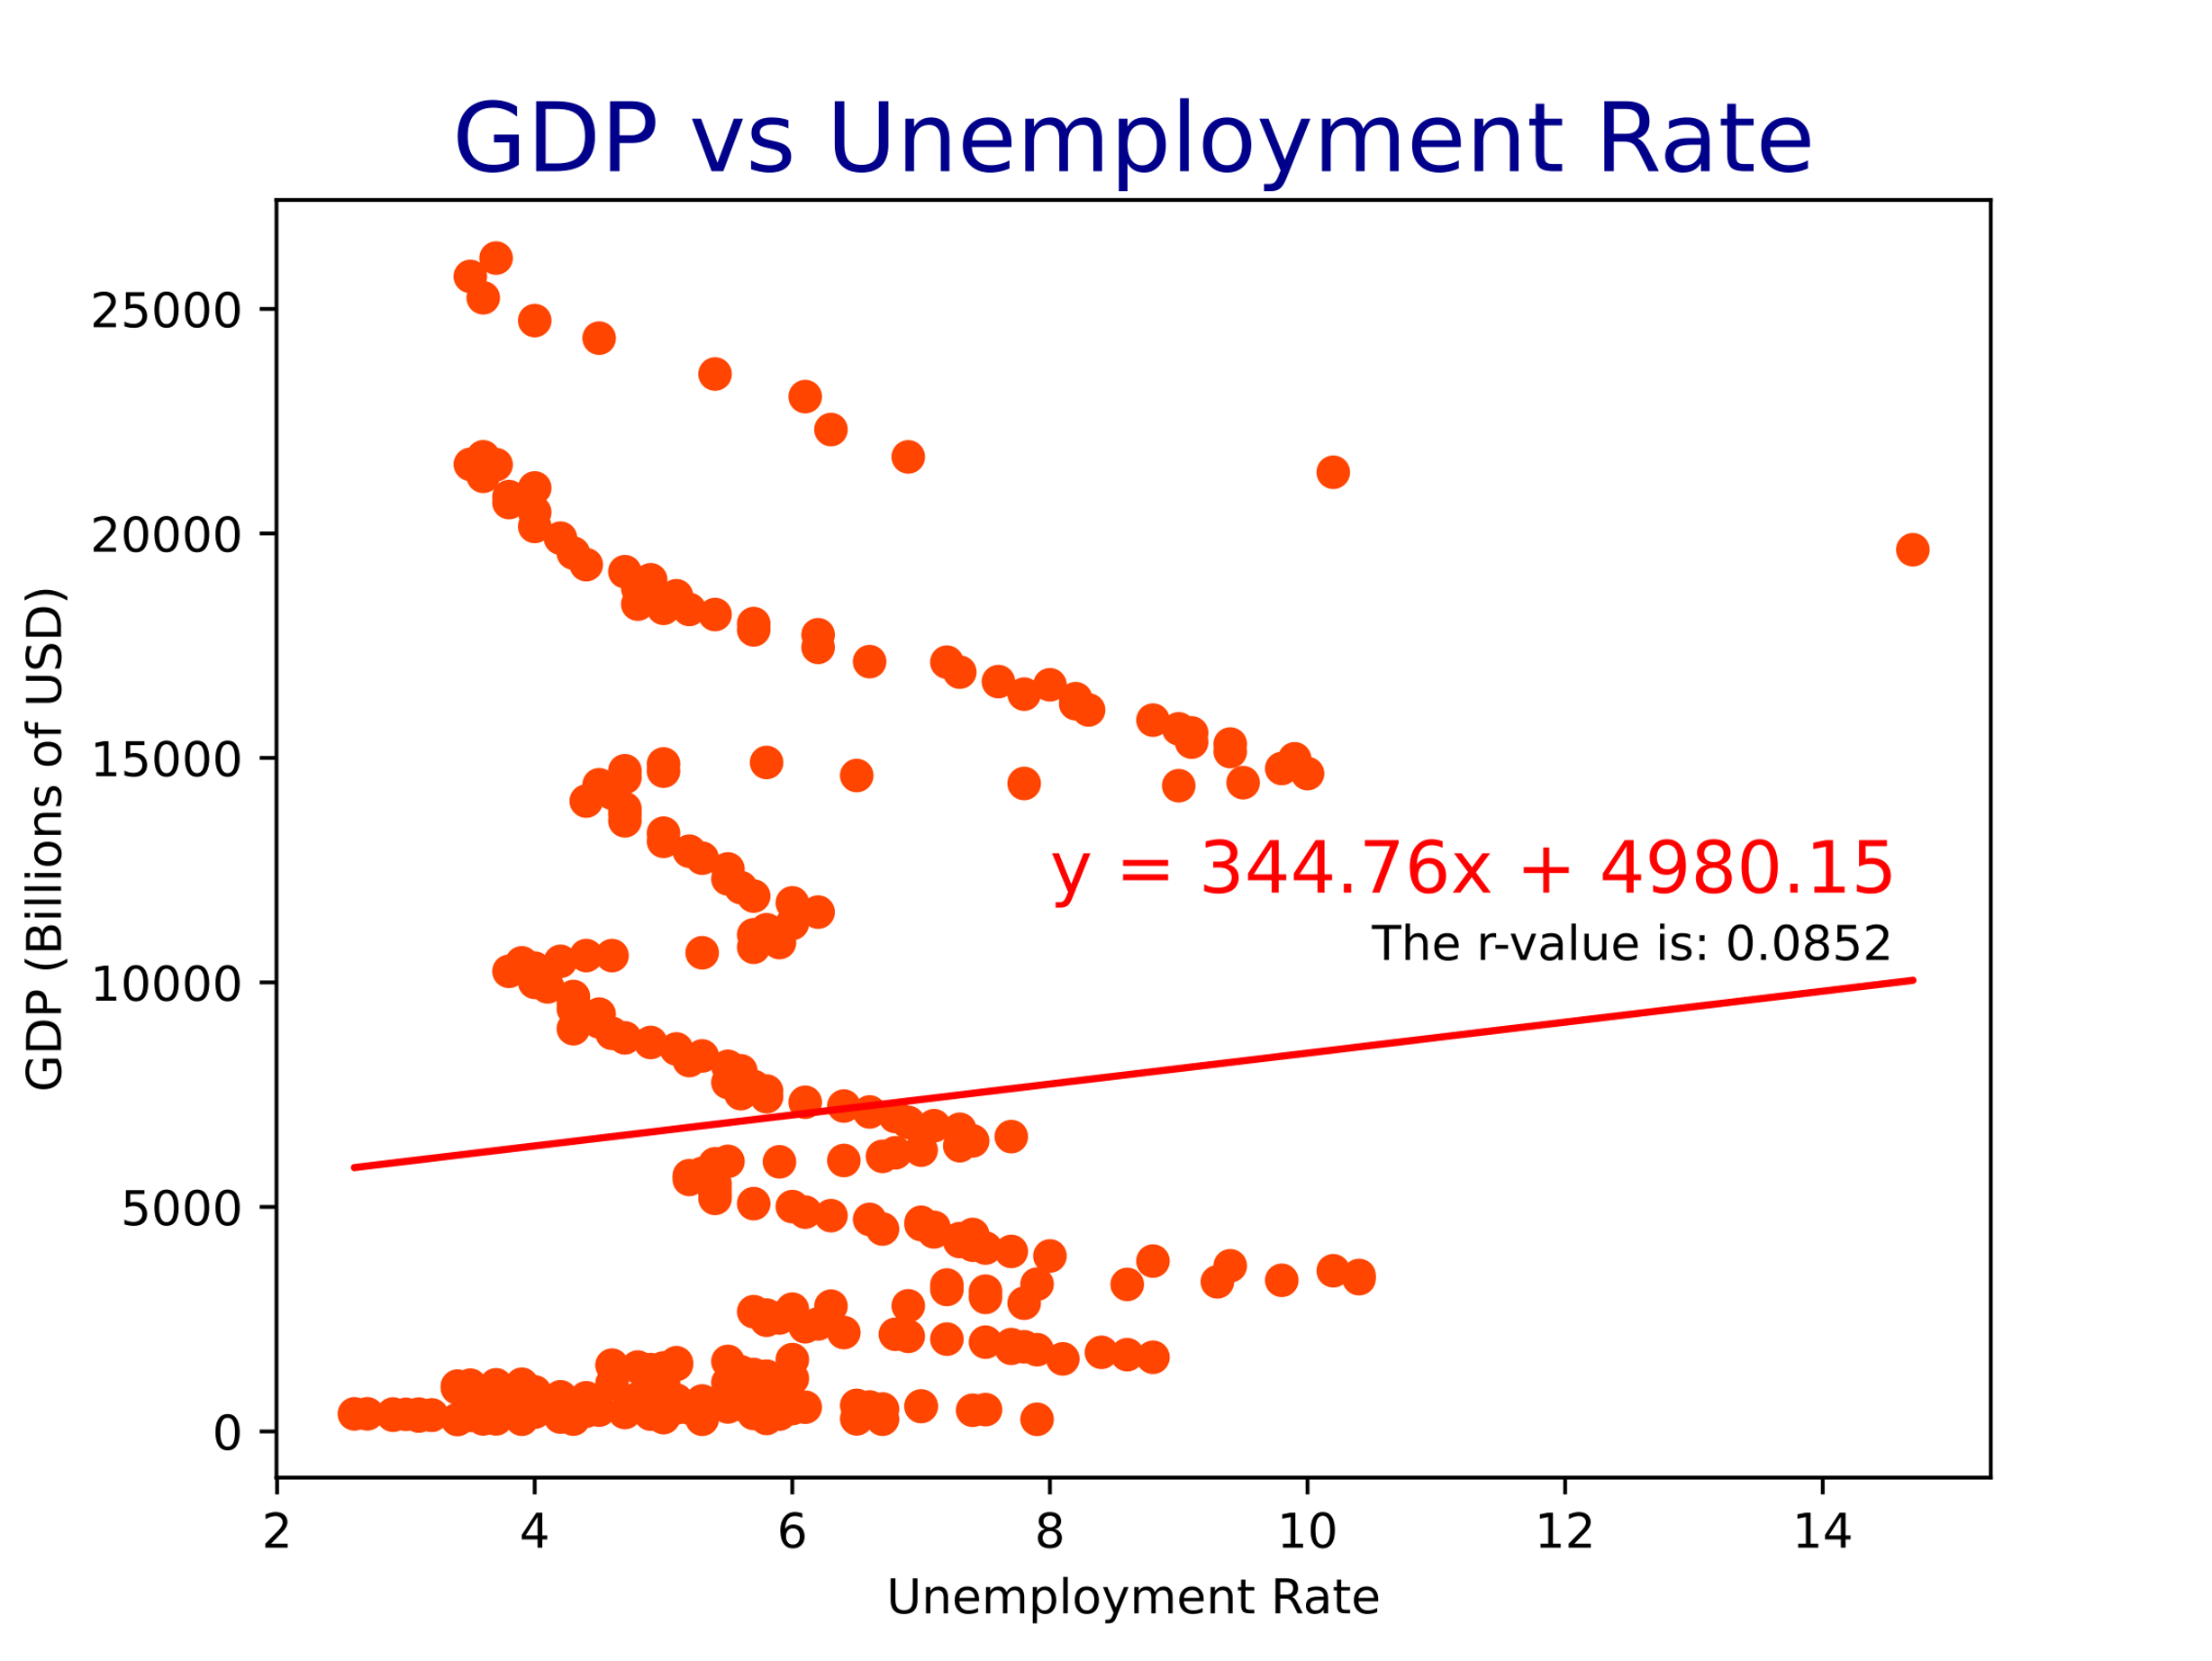 GDP vs Unemployment Rate
GDP (Billions of USD)
25000
20000
15000
10000
5000
0
y = 344.76x + 4980.15
The r-value is: 0.0852
2 4 6 8 10 12 14
Unemployment Rate